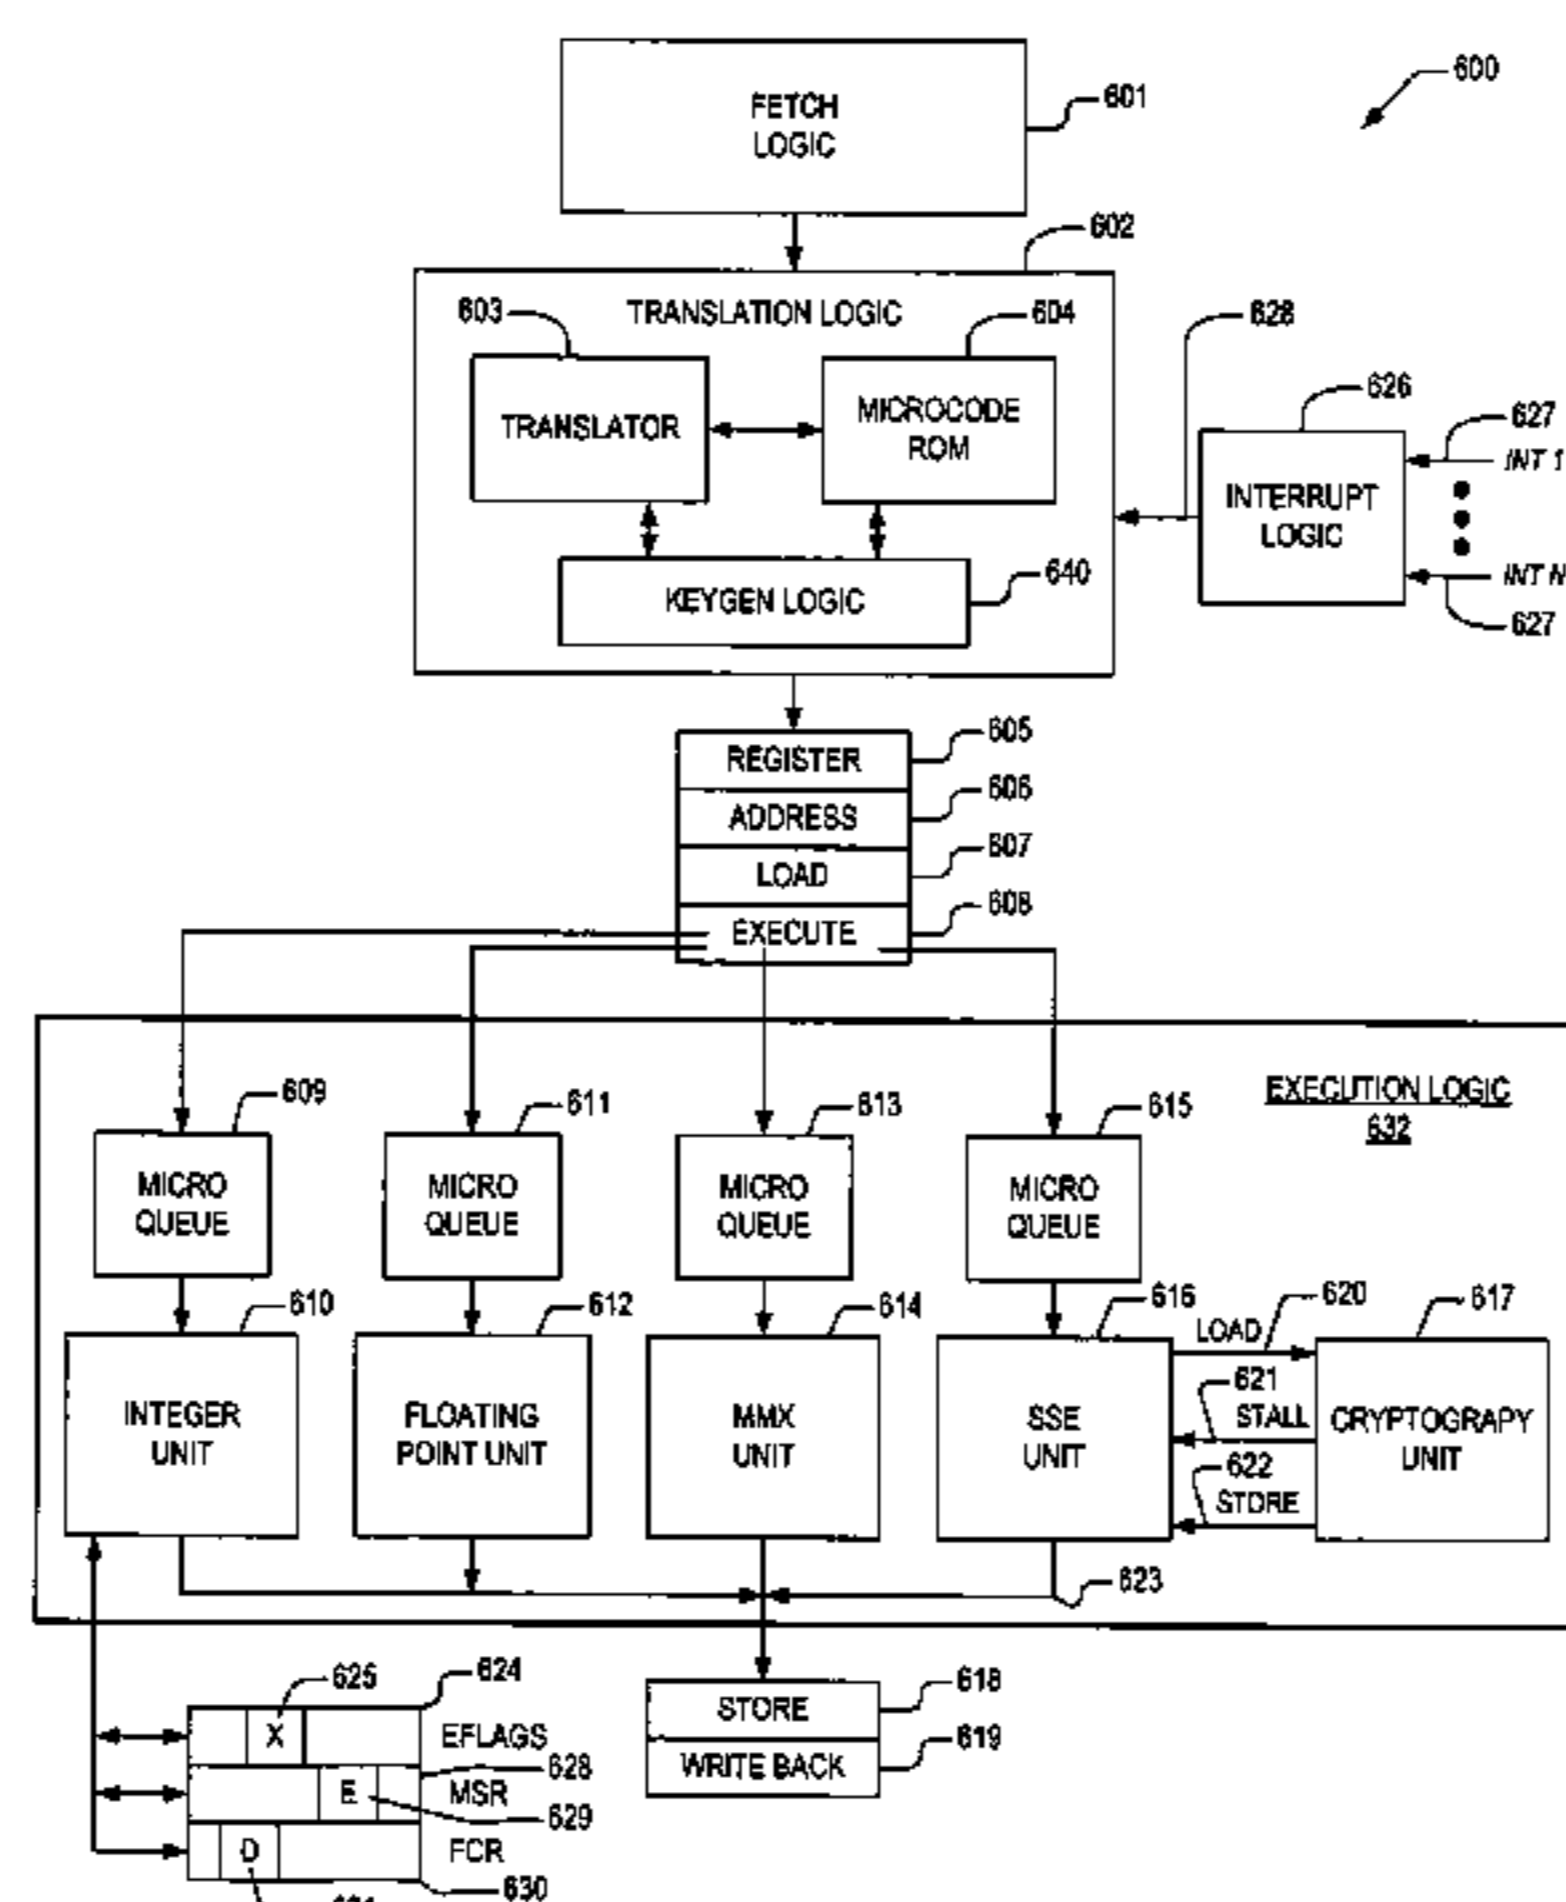 600
FETCH
LOGIC
601
602
603
TRANSLATION LOGIC
604
628
TRANSLATOR
MICROCODE
ROM
626
627
INT 1
INTERRUPT
LOGIC
INT N
627
KEYGEN LOGIC
640
REGISTER
605
ADDRESS
606
LOAD
607
EXECUTE
608
EXECUTION LOGIC
632
609
611
613
615
MICRO
QUEUE
MICRO
QUEUE
MICRO
QUEUE
MICRO
QUEUE
610
612
614
616
LOAD
620
617
INTEGER
UNIT
FLOATING
POINT UNIT
MMX
UNIT
SSE
UNIT
621
STALL
622
STORE
CRYPTOGRAPY
UNIT
623
625
624
X
EFLAGS
628
E
MSR
629
D
FCR
630
STORE
618
WRITE BACK
619